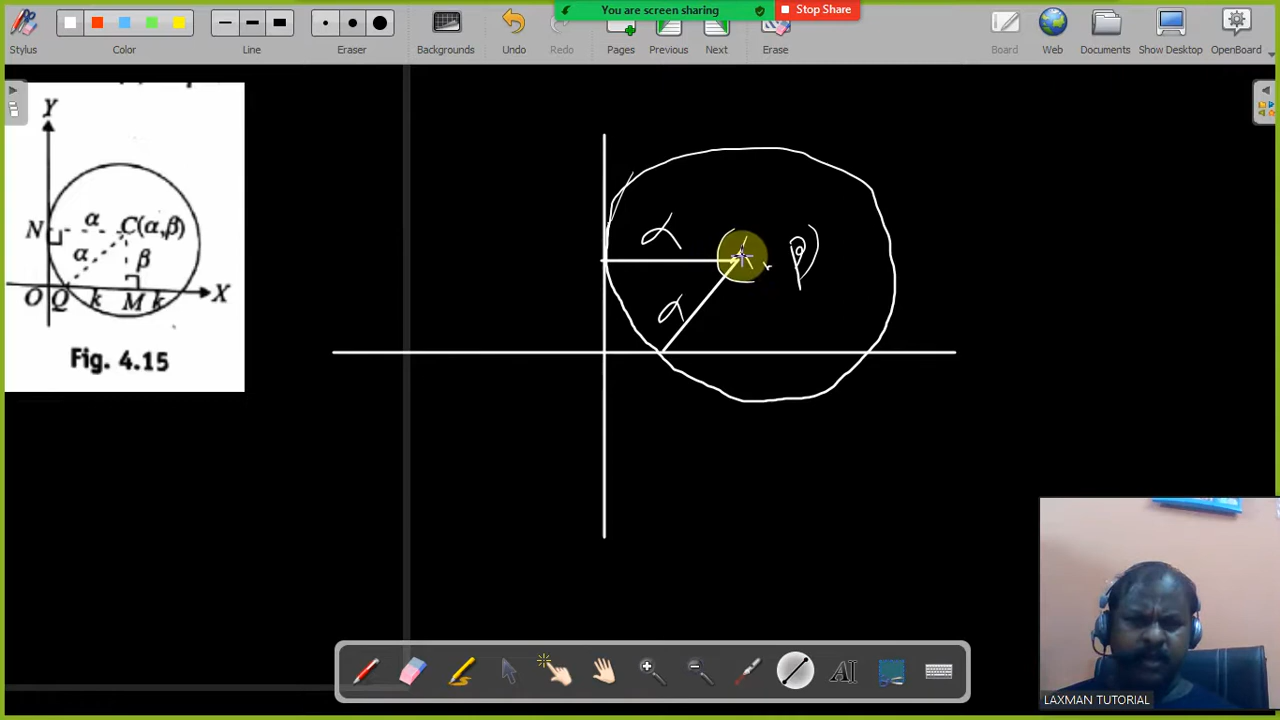 You are screen sharing
Stop Share
Stylus
Color
Line
Eraser
Backgrounds
Undo
Redo
Pages
Previous
Next
Erase
Board
Web
Documents
Show Desktop
OpenBoard
Y
N α C(α,β)
α β
O Q k M k X
Fig. 4.15
α
β)
α
AI
LAXMAN TUTORIAL